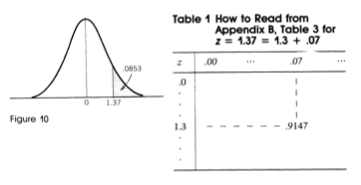 .0853
0 1.37
Figure 10
Table 1 How to Read from
Appendix B, Table 3 for
z = 1.37 = 1.3 + .07
z .00 ... .07 ...
.0
1.3 .9147